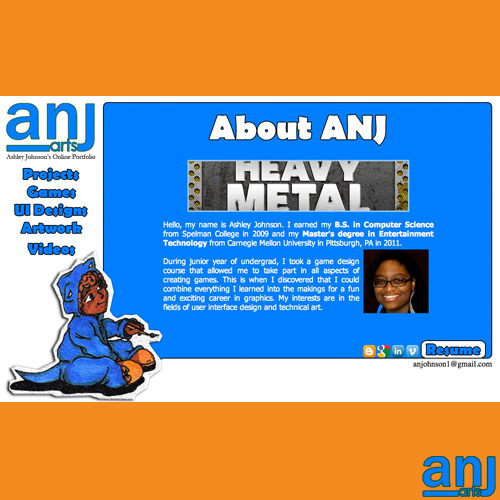 anj
arts
Ashley Johnson's Online Portfolio
Projects
Games
UI Designs
Artwork
Videos
About ANJ
HEAVY
METAL
Hello, my name is Ashley Johnson. I earned my B.S. in Computer Science
from Spelman College in 2009 and my Master's degree in Entertainment
Technology from Carnegie Mellon University in Pittsburgh, PA in 2011.
During junior year of undergrad, I took a game design
course that allowed me to take part in all aspects of
creating games. This is when I discovered that I could
combine everything I learned into the makings for a fun
and exciting career in graphics. My interests are in the
fields of user interface design and technical art.
in
Resume
anjohnson1@gmail.com
anj
arts